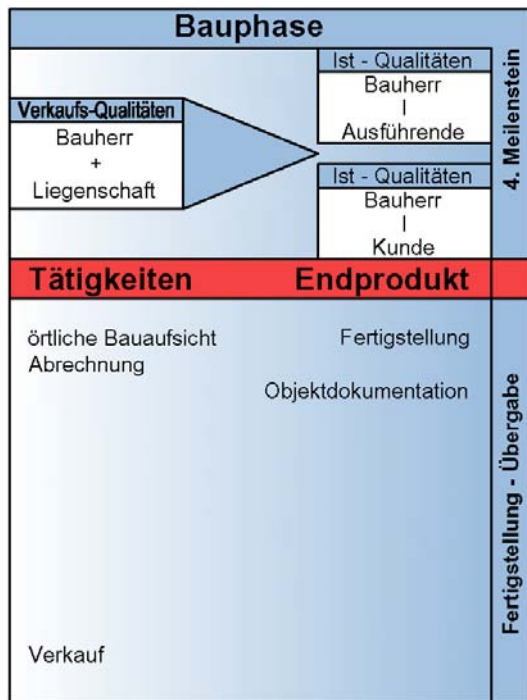 Bauphase
Verkaufs-Qualitäten
Bauherr
+
Liegenschaft
Ist - Qualitäten
Bauherr
I
Ausführende
Ist - Qualitäten
Bauherr
I
Kunde
4. Meilenstein
Tätigkeiten
Endprodukt
örtliche Bauaufsicht
Abrechnung
Verkauf
Fertigstellung
Objektdokumentation
Fertigstellung - Übergabe